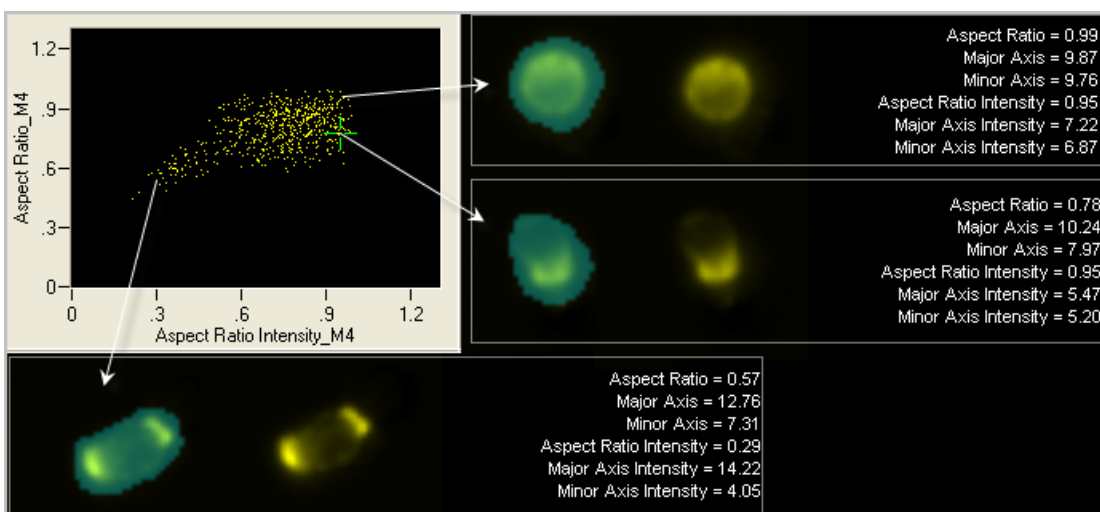 1.2
.9
.6
.3
0
Aspect Ratio_M4
0 .3 .6 .9 1.2
Aspect Ratio Intensity_M4
Aspect Ratio = 0.99
Major Axis = 9.87
Minor Axis = 9.76
Aspect Ratio Intensity = 0.95
Major Axis Intensity = 7.22
Minor Axis Intensity = 6.87
Aspect Ratio = 0.78
Major Axis = 10.24
Minor Axis = 7.97
Aspect Ratio Intensity = 0.95
Major Axis Intensity = 5.47
Minor Axis Intensity = 5.20
Aspect Ratio = 0.57
Major Axis = 12.76
Minor Axis = 7.31
Aspect Ratio Intensity = 0.29
Major Axis Intensity = 14.22
Minor Axis Intensity = 4.05